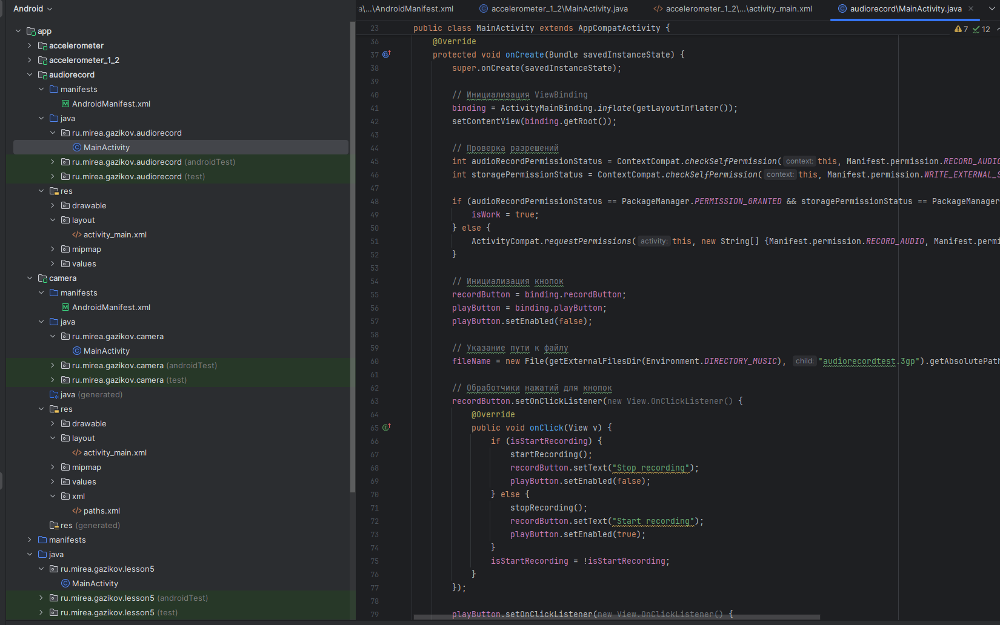 Android
app
accelerometer
accelerometer_1_2
audiorecord
manifests
AndroidManifest.xml
java
ru.mirea.gazikov.audiorecord
MainActivity
ru.mirea.gazikov.audiorecord (androidTest)
ru.mirea.gazikov.audiorecord (test)
res
drawable
layout
activity_main.xml
mipmap
values
camera
manifests
AndroidManifest.xml
java
ru.mirea.gazikov.camera
MainActivity
ru.mirea.gazikov.camera (androidTest)
ru.mirea.gazikov.camera (test)
java (generated)
res
drawable
layout
activity_main.xml
mipmap
values
xml
paths.xml
res (generated)
manifests
java
ru.mirea.gazikov.lesson5
MainActivity
ru.mirea.gazikov.lesson5 (androidTest)
ru.mirea.gazikov.lesson5 (test)
a\...\AndroidManifest.xml accelerometer_1_2\MainActivity.java accelerometer_1_2\...\activity_main.xml audiorecord\MainActivity.java
23 public class MainActivity extends AppCompatActivity { 7 12
36 @Override
37 protected void onCreate(Bundle savedInstanceState) {
38 super.onCreate(savedInstanceState);
39
40 // Инициализация ViewBinding
41 binding = ActivityMainBinding.inflate(getLayoutInflater());
42 setContentView(binding.getRoot());
43
44 // Проверка разрешений
45 int audioRecordPermissionStatus = ContextCompat.checkSelfPermission( context: this, Manifest.permission.RECORD_AUDIO
46 int storagePermissionStatus = ContextCompat.checkSelfPermission( context: this, Manifest.permission.WRITE_EXTERNAL_S
47
48 if (audioRecordPermissionStatus == PackageManager.PERMISSION_GRANTED && storagePermissionStatus == PackageManager
49 isWork = true;
50 } else {
51 ActivityCompat.requestPermissions( activity: this, new String[] {Manifest.permission.RECORD_AUDIO, Manifest.permi
52 }
53
54 // Инициализация кнопок
55 recordButton = binding.recordButton;
56 playButton = binding.playButton;
57 playButton.setEnabled(false);
58
59 // Указание пути к файлу
60 fileName = new File(getExternalFilesDir(Environment.DIRECTORY_MUSIC), child: "audiorecordtest.3gp").getAbsolutePath
61
62 // Обработчики нажатий для кнопок
63 recordButton.setOnClickListener(new View.OnClickListener() {
64 @Override
65 public void onClick(View v) {
66 if (isStartRecording) {
67 startRecording();
68 recordButton.setText("Stop recording");
69 playButton.setEnabled(false);
70 } else {
71 stopRecording();
72 recordButton.setText("Start recording");
73 playButton.setEnabled(true);
74 }
75 isStartRecording = !isStartRecording;
76 }
77 });
78
79 playButton.setOnClickListener(new View.OnClickListener() {